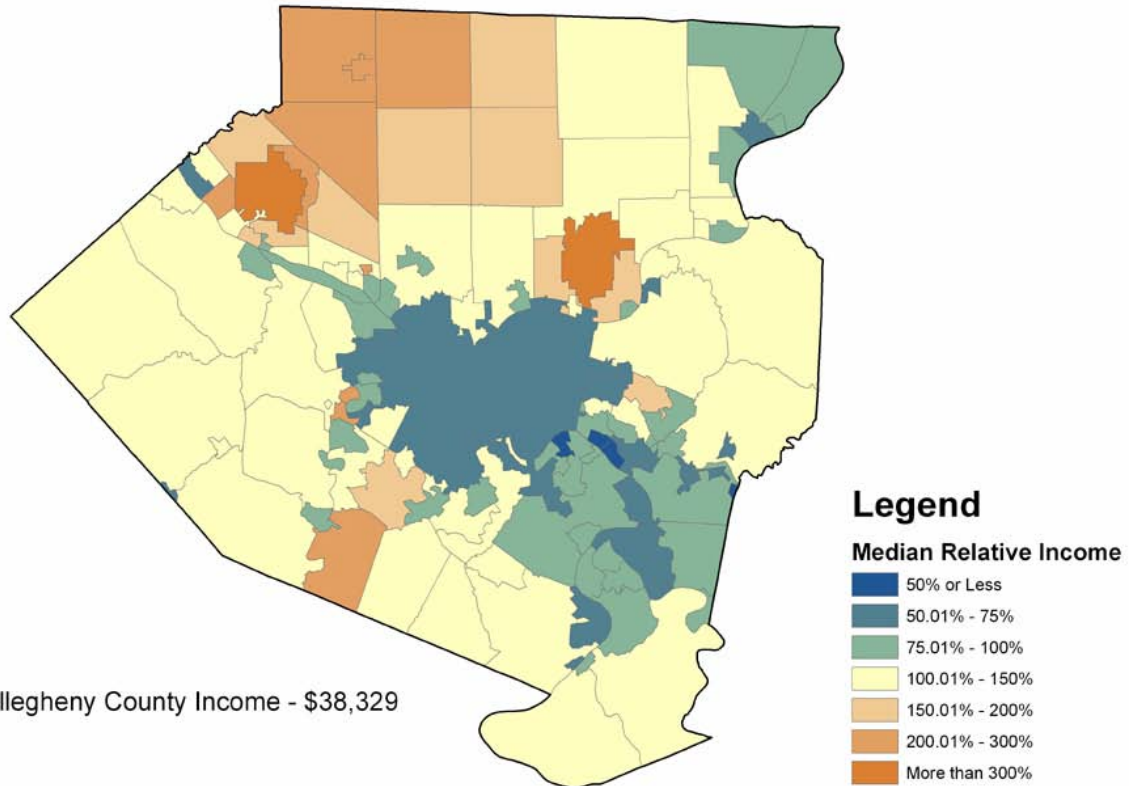 llegheny County Income - $38,329
Legend
Median Relative Income
50% or Less
50.01% - 75%
75.01% - 100%
100.01% - 150%
150.01% - 200%
200.01% - 300%
More than 300%